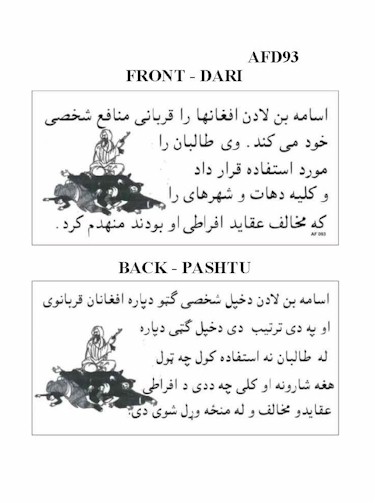 AFD93
FRONT - DARI
اسامه بن لادن افغانها را قربانی منافع شخصی
خود می کند . وی طالبان را
مورد استفاده قرار داد
و کلیه دهات و شهرهای را
که مخالف عقاید افراطی او بودند منهدم کرد .
AF D93
BACK - PASHTU
اسامه بن لادن دخپل شخصی گټو دپاره افغانان قربانوی
او په دی ترتیب دی دخپل گټی دپاره
له طالبان نه استفاده کول چه ټول
هغه شارونه او کلی چه ددی د افراطی
عقایدو مخالف و له منځه وړل شوی دی.